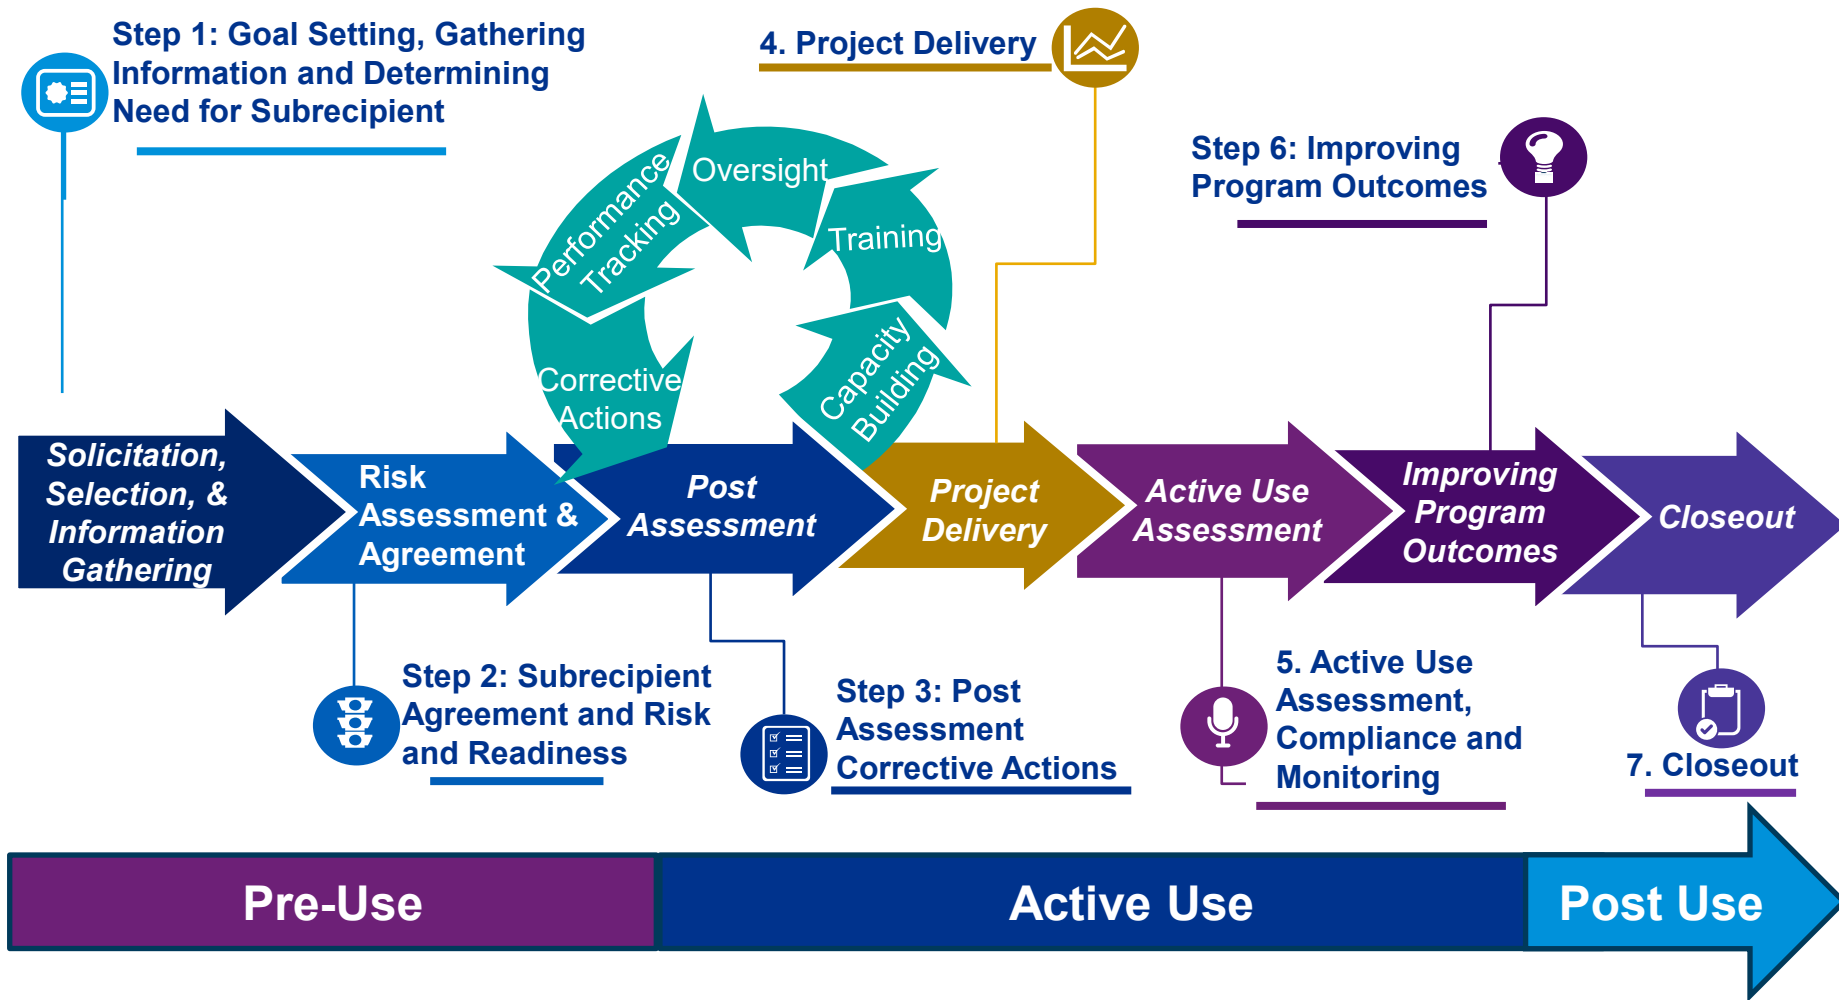 Step 1: Goal Setting, Gathering
Information and Determining
Need for Subrecipient
4. Project Delivery
Step 6: Improving
Program Outcomes
Oversight
Performance
Tracking
Training
Corrective
Actions
Capacity
Building
Solicitation,
Selection, &
Information
Gathering
Risk
Assessment &
Agreement
Post
Assessment
Project
Delivery
Active Use
Assessment
Improving
Program
Outcomes
Closeout
Step 2: Subrecipient
Agreement and Risk
and Readiness
Step 3: Post
Assessment
Corrective Actions
5. Active Use
Assessment,
Compliance and
Monitoring
7. Closeout
Pre-Use
Active Use
Post Use